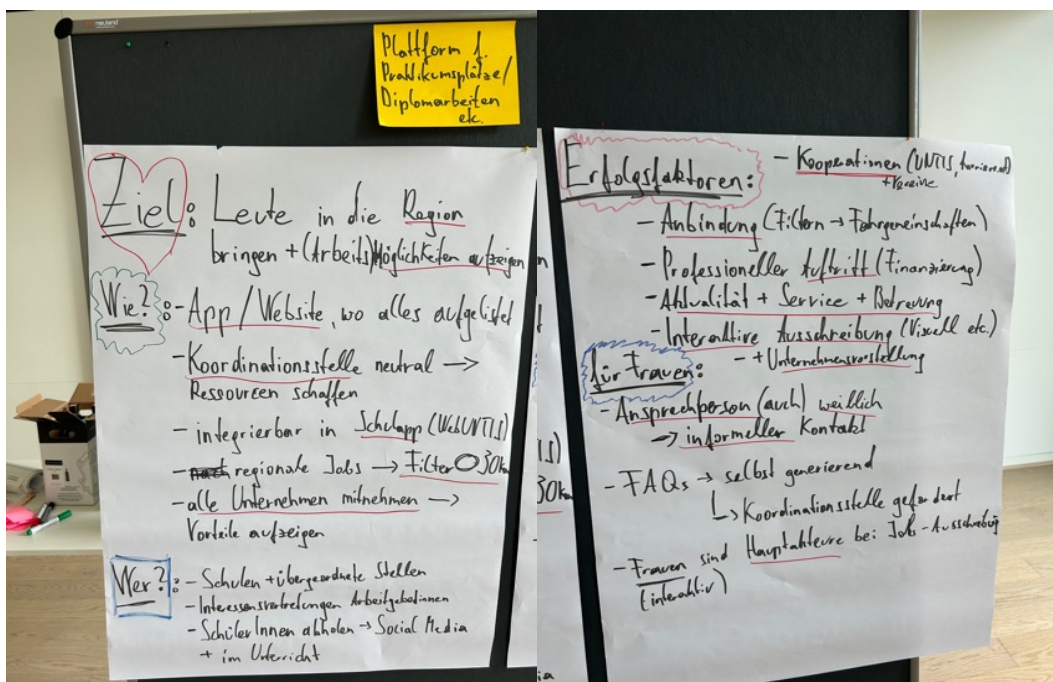 neuland
Plattform f.
Praktikumsplätze/
Diplomarbeiten
etc.
Ziel: Leute in die Region
bringen + (Arbeits)Möglichkeiten aufzeigen
Wie?: - App/Website, wo alles aufgelistet
- Koordinationsstelle neutral →
Ressourcen schaffen
- integrierbar in Schulapp (WebUNTIS)
- regionale Jobs → Filter 30km
- alle Unternehmen mitnehmen →
Vorteile aufzeigen
Wer?: - Schulen + übergeordnete Stellen
- Interessensvertretungen ArbeitgeberInnen
- SchülerInnen abholen → Social Media
+ im Unterricht
Erfolgsfaktoren: - Kooperationen (UNTIS, karriere.at)
+ Vereine
- Anbindung (Filtern → Fahrgemeinschaften)
- Professioneller Auftritt (Finanzierung)
- Aktualität + Service + Betreuung
- Interaktive Ausschreibung (Visuell etc.)
- + Unternehmensvorstellung
für Frauen:
- Ansprechperson (auch) weiblich
→ informeller Kontakt
- FAQs → selbst generierend
↳ Koordinationsstelle gefordert
- Frauen sind Hauptakteure bei Job-Ausschreibung
(interaktiv)